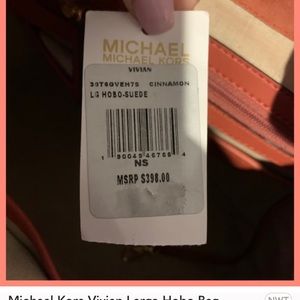 MICHAEL
MICHAEL KORS
VIVIAN
CINNAMON
LG HOBO-SUEDE
NS
MSRP $398.00
Michael Kors Vivian Large Hobo Bag
NWT